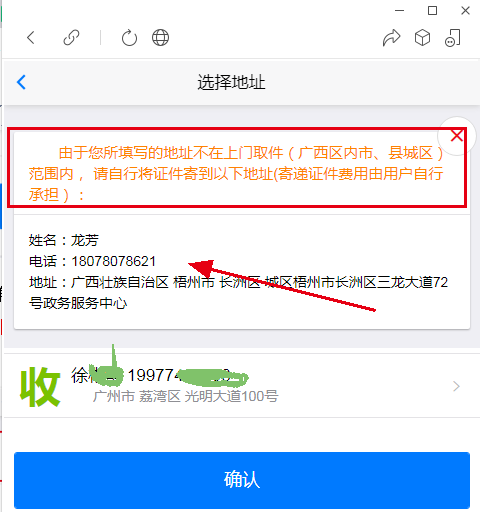 选择地址
由于您所填写的地址不在上门取件（广西区内市、县城区）
范围内，请自行将证件寄到以下地址(寄递证件费用由用户自行
承担）：
姓名：龙芳
电话：18078078621
地址：广西壮族自治区 梧州市 长洲区 城区梧州市长洲区三龙大道72
号政务服务中心
收
徐 19974
广州市 荔湾区 光明大道100号
确认